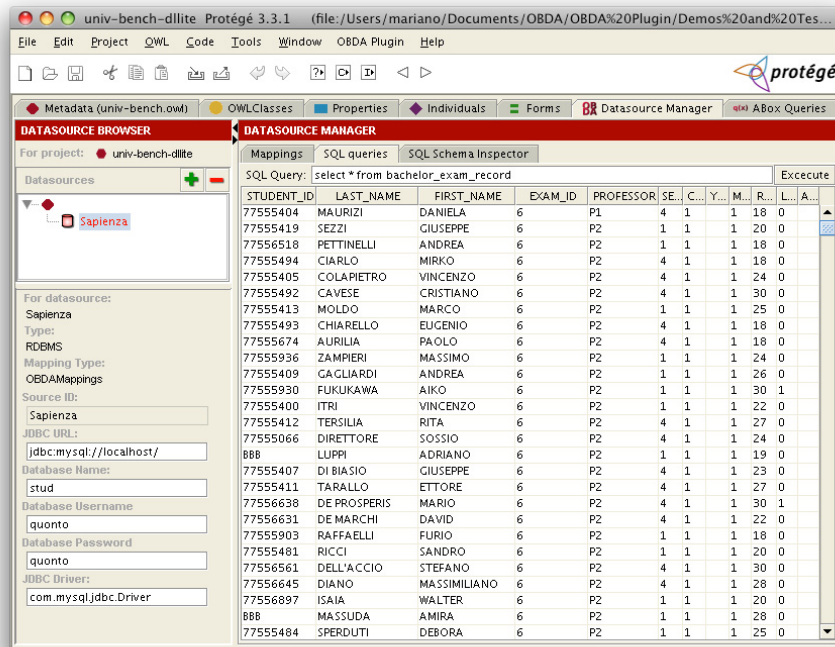 univ-bench-dllite Protégé 3.3.1 (file:/Users/mariano/Documents/OBDA/OBDA%20Plugin/Demos%20and%20Tes...
File Edit Project OWL Code Tools Window OBDA Plugin Help
protégé
Metadata (univ-bench.owl) OWLClasses Properties Individuals Forms Datasource Manager q(x) ABox Queries
DATASOURCE BROWSER
For project: univ-bench-dllite
Datasources
Sapienza
For datasource:
Sapienza
Type:
RDBMS
Mapping Type:
OBDAMappings
Source ID:
Sapienza
JDBC URL:
jdbc:mysql://localhost/
Database Name:
stud
Database Username
quonto
Database Password
quonto
JDBC Driver:
com.mysql.jdbc.Driver
DATASOURCE MANAGER
Mappings SQL queries SQL Schema Inspector
SQL Query: select * from bachelor_exam_record Excecute
STUDENT_ID LAST_NAME FIRST_NAME EXAM_ID PROFESSOR SE... C... Y... M... R... L... A...
77555404 MAURIZI DANIELA 6 P1 4 1 1 18 0
77555419 SEZZI GIUSEPPE 6 P2 1 1 1 20 0
77556518 PETTINELLI ANDREA 6 P2 1 1 1 18 0
77555494 CIARLO MIRKO 6 P2 4 1 1 18 0
77555405 COLAPIETRO VINCENZO 6 P2 4 1 1 24 0
77555492 CAVESE CRISTIANO 6 P2 4 1 1 30 0
77555413 MOLDO MARCO 6 P2 1 1 1 25 0
77555493 CHIARELLO EUGENIO 6 P2 4 1 1 18 0
77555674 AURILIA PAOLO 6 P2 4 1 1 18 0
77555936 ZAMPIERI MASSIMO 6 P2 1 1 1 24 0
77555409 GAGLIARDI ANDREA 6 P2 4 1 1 26 0
77555930 FUKUKAWA AIKO 6 P2 1 1 1 30 1
77555400 ITRI VINCENZO 6 P2 1 1 1 22 0
77555412 TERSILIA RITA 6 P2 4 1 1 27 0
77555066 DIRETTORE SOSSIO 6 P2 4 1 1 24 0
BBB LUPPI ADRIANO 6 P2 1 1 1 19 0
77555407 DI BIASIO GIUSEPPE 6 P2 4 1 1 23 0
77555411 TARALLO ETTORE 6 P2 4 1 1 27 0
77556638 DE PROSPERIS MARIO 6 P2 4 1 1 30 1
77556631 DE MARCHI DAVID 6 P2 4 1 1 22 0
77555903 RAFFAELLI FURIO 6 P2 1 1 1 18 0
77555481 RICCI SANDRO 6 P2 1 1 1 20 0
77556561 DELL'ACCIO STEFANO 6 P2 4 1 1 30 0
77556645 DIANO MASSIMILIANO 6 P2 4 1 1 28 0
77556897 ISAIA WALTER 6 P2 1 1 1 20 0
BBB MASSUDA AMIRA 6 P2 1 1 1 28 0
77555484 SPERDUTI DEBORA 6 P2 1 1 1 25 0